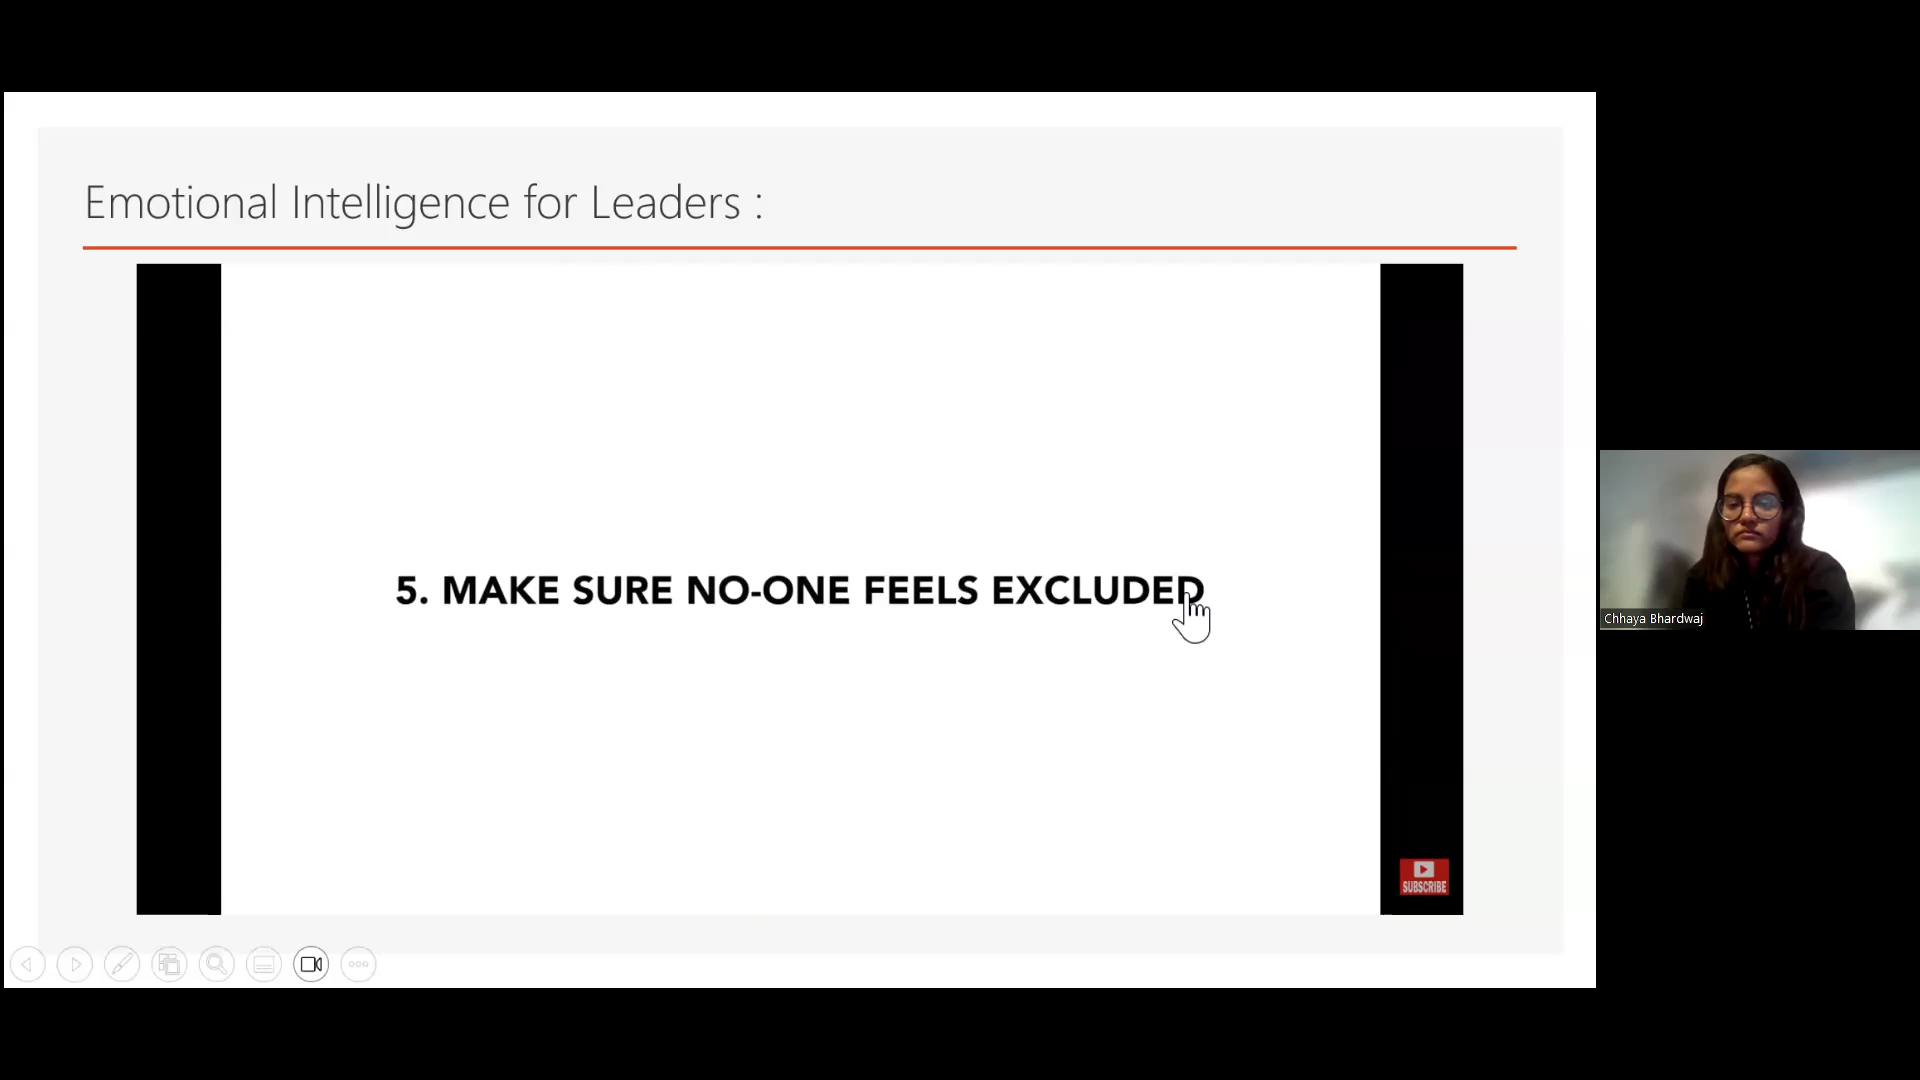 Emotional Intelligence for Leaders :
5. MAKE SURE NO-ONE FEELS EXCLUDED
SUBSCRIBE
Chhaya Bhardwaj